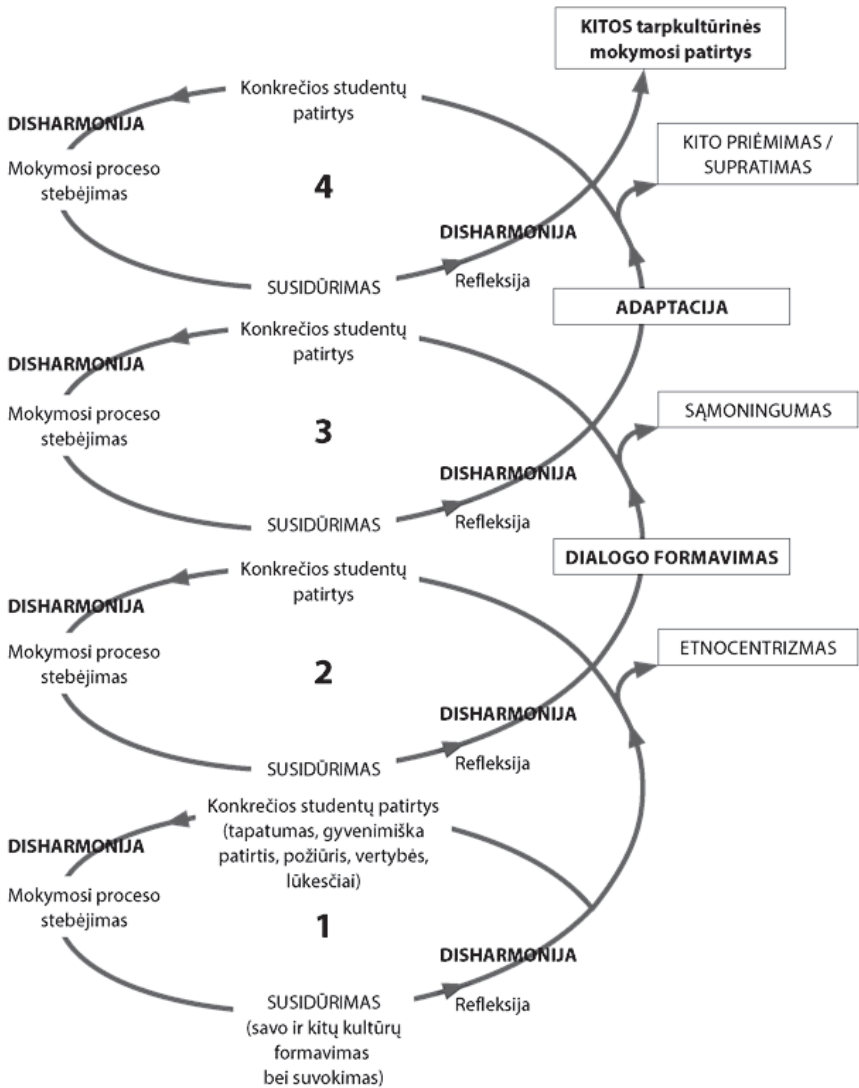 KITOS tarpkultūrinės
mokymosi patirtys
Konkrečios studentų
patirtys
DISHARMONIJA
KITO PRIĖMIMAS /
SUPRATIMAS
Mokymosi proceso
stebėjimas
4
DISHARMONIJA
Refleksija
SUSIDŪRIMAS
ADAPTACIJA
Konkrečios studentų
patirtys
DISHARMONIJA
Mokymosi proceso
stebėjimas
SĄMONINGUMAS
3
DISHARMONIJA
Refleksija
SUSIDŪRIMAS
DIALOGO FORMAVIMAS
Konkrečios studentų
patirtys
DISHARMONIJA
Mokymosi proceso
stebėjimas
ETNOCENTRIZMAS
2
DISHARMONIJA
Refleksija
SUSIDŪRIMAS
Konkrečios studentų patirtys
(tapatumas, gyvenimiška
patirtis, požiūris, vertybės,
lūkesčiai)
DISHARMONIJA
Mokymosi proceso
stebėjimas
1
DISHARMONIJA
Refleksija
SUSIDŪRIMAS
(savo ir kitų kultūrų
formavimas
bei suvokimas)